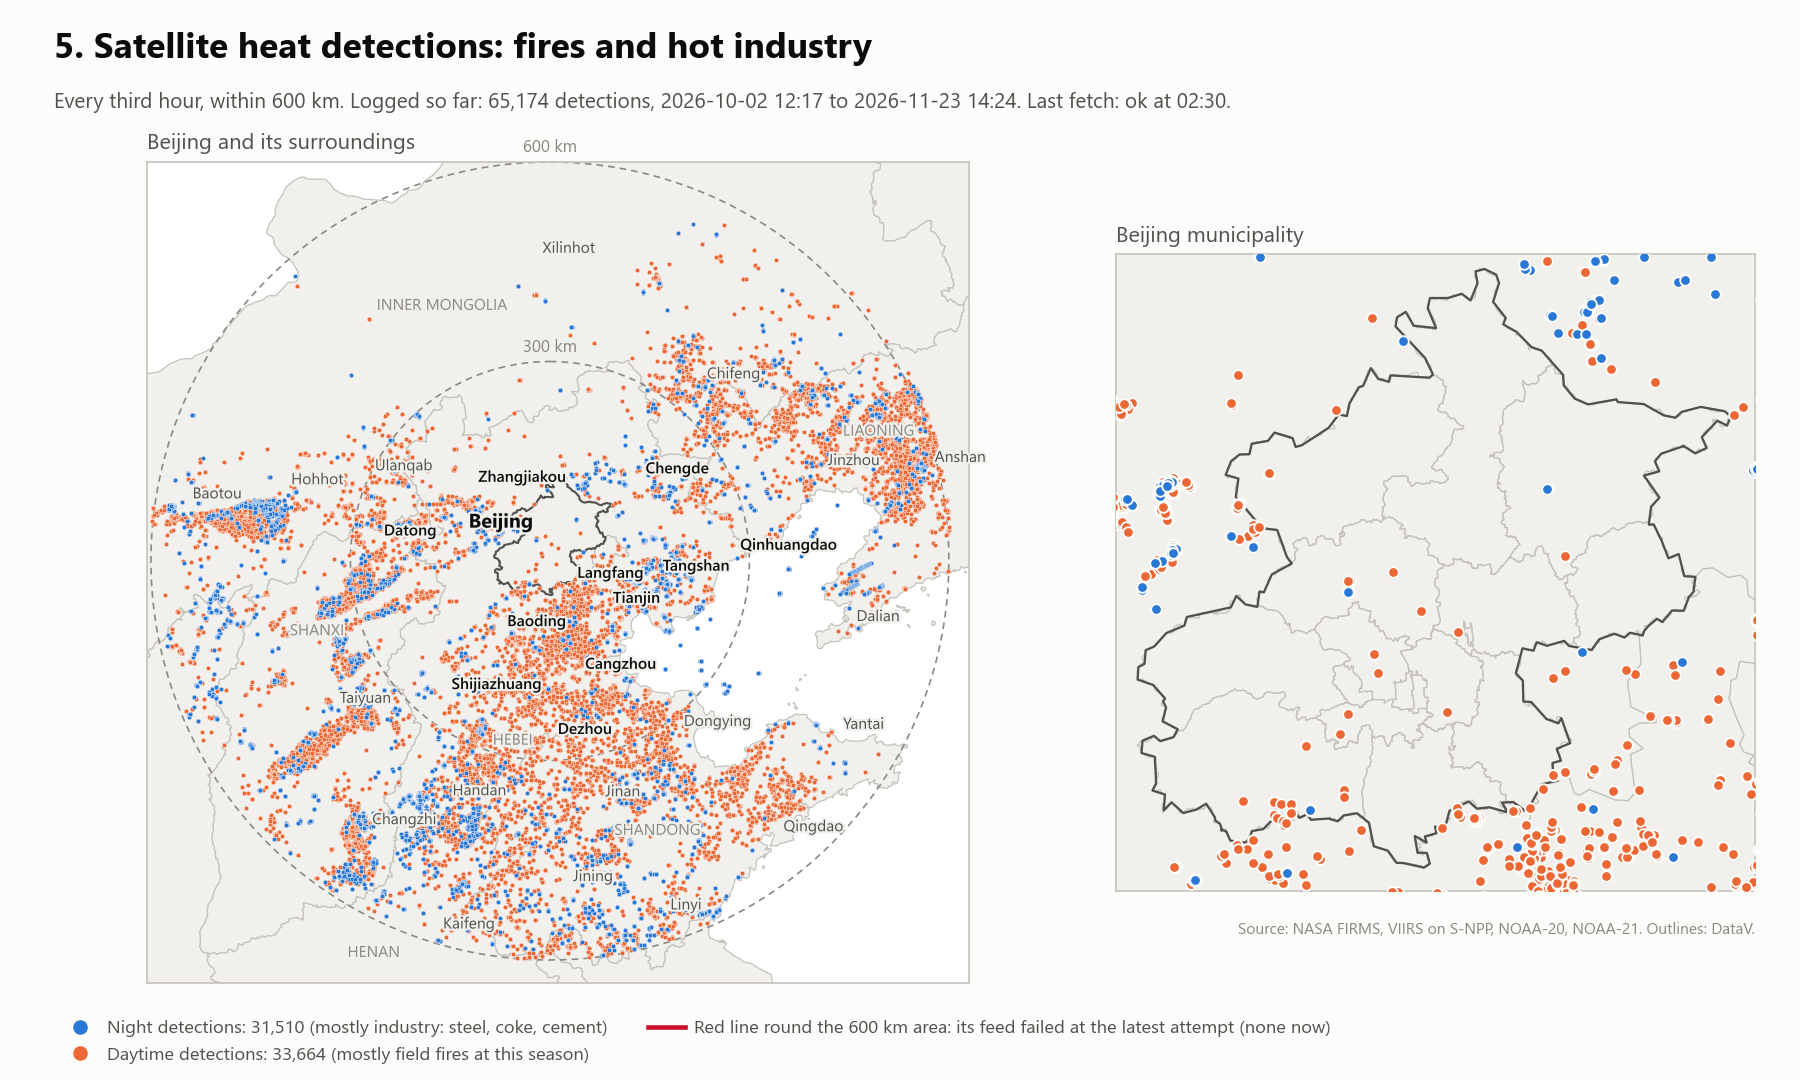 5. Satellite heat detections: fires and hot industry
Every third hour, within 600 km. Logged so far: 65,174 detections, 2026-10-02 12:17 to 2026-11-23 14:24. Last fetch: ok at 02:30.
Beijing and its surroundings
600 km
Xilinhot
INNER MONGOLIA
300 km
Chifeng
LIAONING
Anshan
Jinzhou
Ulanqab
Chengde
Zhangjiakou
Hohhot
Baotou
Beijing
Datong
Qinhuangdao
Tangshan
Langfang
Tianjin
Dalian
Baoding
SHANXI
Cangzhou
Shijiazhuang
Taiyuan
Dongying
Yantai
Dezhou
HEBEI
Handan
Jinan
Changzhi
SHANDONG
Qingdao
Jining
Linyi
Kaifeng
HENAN
Beijing municipality
Source: NASA FIRMS, VIIRS on S-NPP, NOAA-20, NOAA-21. Outlines: DataV.
Night detections: 31,510 (mostly industry: steel, coke, cement)
Red line round the 600 km area: its feed failed at the latest attempt (none now)
Daytime detections: 33,664 (mostly field fires at this season)